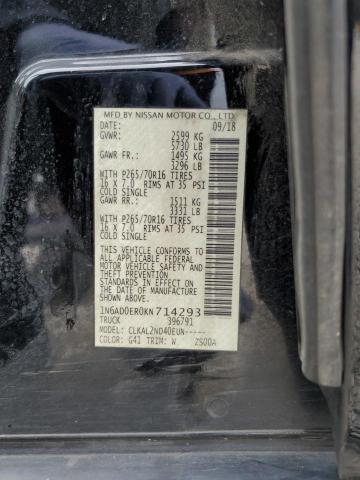 MFD BY NISSAN MOTOR CO., LTD.
DATE: 09/18
GVWR: 2599 KG
5730 LB
GAWR FR: 1495 KG
3296 LB
WITH P265/70R16 TIRES
16 X 7.0 RIMS AT 35 PSI
COLD SINGLE
GAWR RR: 1511 KG
3331 LB
WITH P265/70R16 TIRES
16 X 7.0 RIMS AT 35 PSI
COLD SINGLE
THIS VEHICLE CONFORMS TO
ALL APPLICABLE FEDERAL
MOTOR VEHICLE SAFETY AND
STANDARDS IN EFFECT ON
THE DATE OF MANUFACTURE
SHOWN ABOVE.
1N6AD0ER0KN714293
TRUCK 396791
MODEL: CLKAL2ND40EUN-----
COLOR: G41 TRIM: W 2S00A